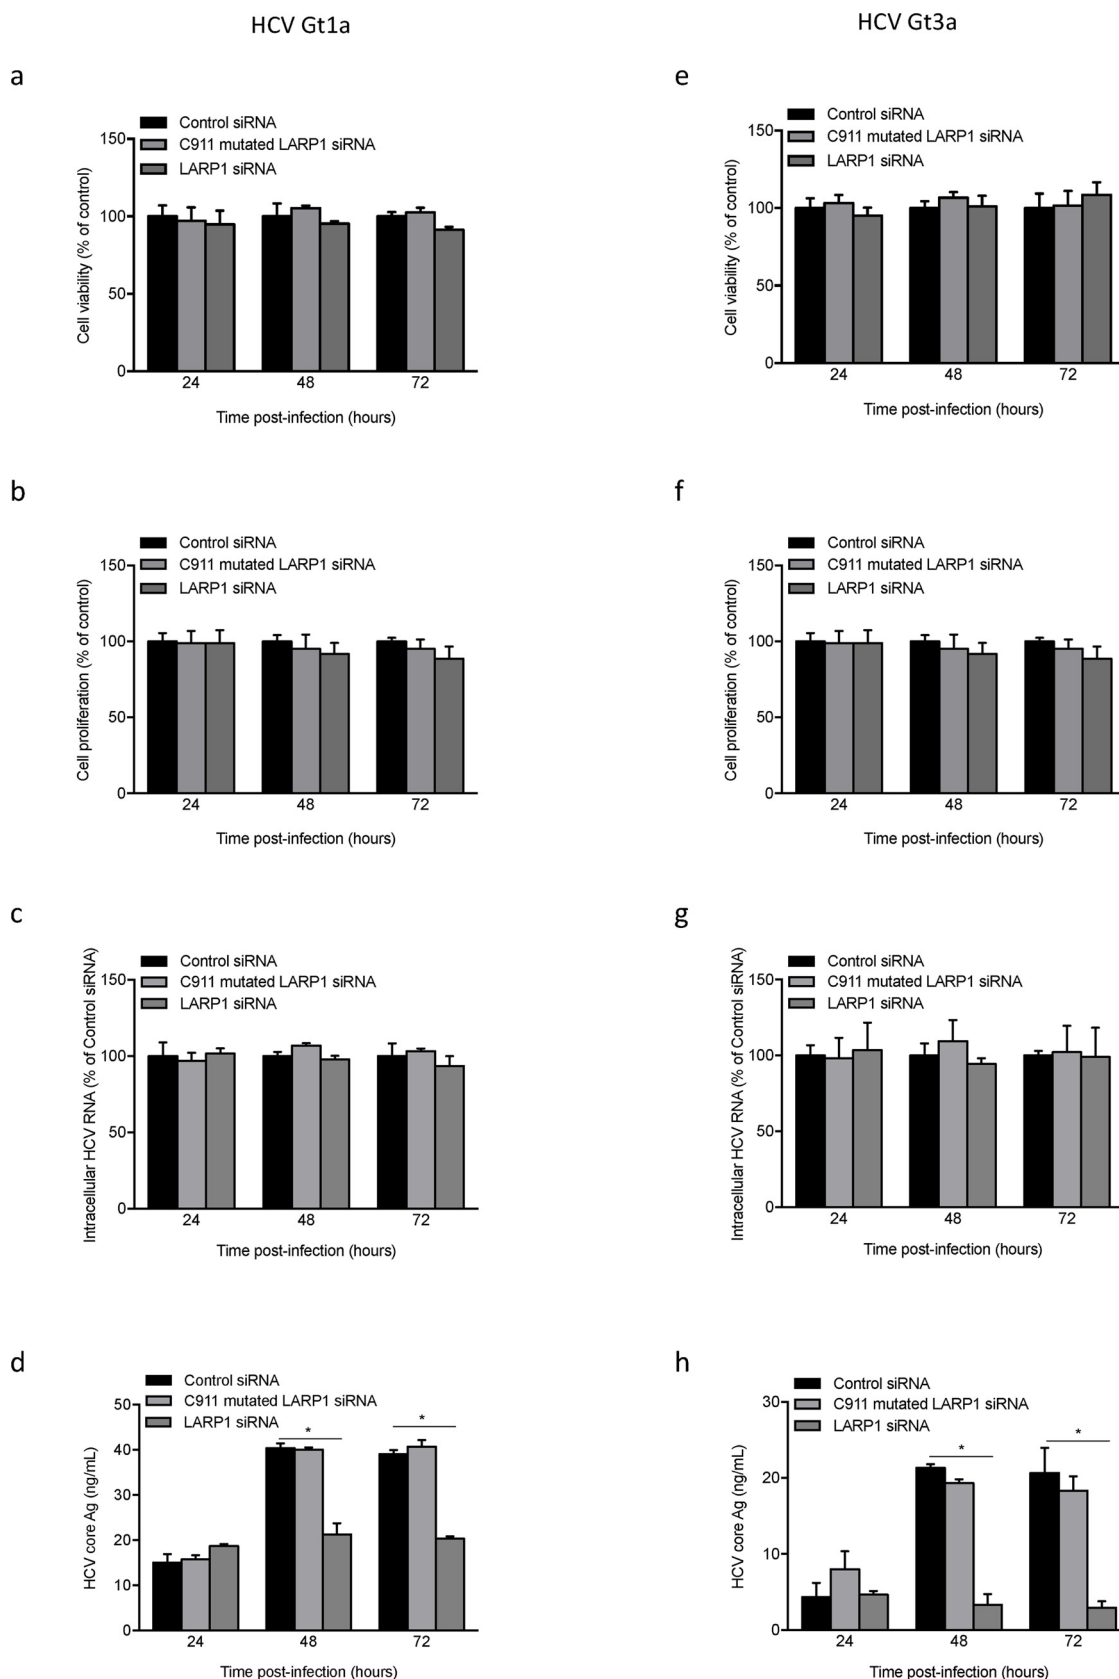 HCV Gt1a
HCV Gt3a
a
Control siRNA
C911 mutated LARP1 siRNA
LARP1 siRNA
Cell viability (% of control)
150
100
50
0
24 48 72
Time post-infection (hours)
e
Control siRNA
C911 mutated LARP1 siRNA
LARP1 siRNA
Cell viability (% of control)
150
100
50
0
24 48 72
Time post-infection (hours)
b
Control siRNA
C911 mutated LARP1 siRNA
LARP1 siRNA
Cell proliferation (% of control)
150
100
50
0
24 48 72
Time post-infection (hours)
f
Control siRNA
C911 mutated LARP1 siRNA
LARP1 siRNA
Cell proliferation (% of control)
150
100
50
0
24 48 72
Time post-infection (hours)
c
Control siRNA
C911 mutated LARP1 siRNA
LARP1 siRNA
Intracellular HCV RNA (% of Control siRNA)
150
100
50
0
24 48 72
Time post-infection (hours)
g
Control siRNA
C911 mutated LARP1 siRNA
LARP1 siRNA
Intracellular HCV RNA (% of Control siRNA)
150
100
50
0
24 48 72
Time post-infection (hours)
d
Control siRNA
C911 mutated LARP1 siRNA
LARP1 siRNA
HCV core Ag (ng/mL)
50
40
30
20
10
0
* *
24 48 72
Time post-infection (hours)
h
Control siRNA
C911 mutated LARP1 siRNA
LARP1 siRNA
HCV core Ag (ng/mL)
30
20
10
0
* *
24 48 72
Time post-infection (hours)